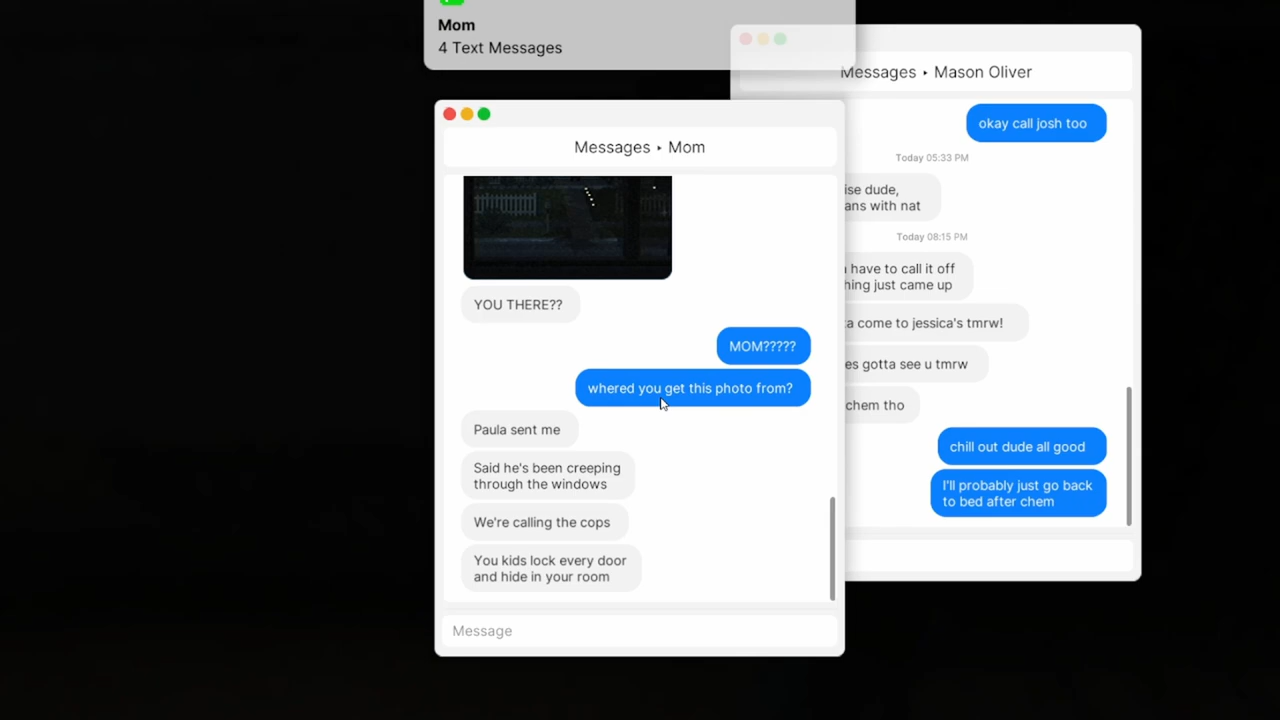 Mom
4 Text Messages
Messages ‣ Mom
YOU THERE??
MOM?????
whered you get this photo from?
Paula sent me
Said he's been creeping
through the windows
We're calling the cops
You kids lock every door
and hide in your room
Message
Messages ‣ Mason Oliver
okay call josh too
Today 05:33 PM
dude,
with nat
Today 08:15 PM
have to call it off
just came up
come to jessica's tmrw!
gotta see u tmrw
chem tho
chill out dude all good
I'll probably just go back
to bed after chem